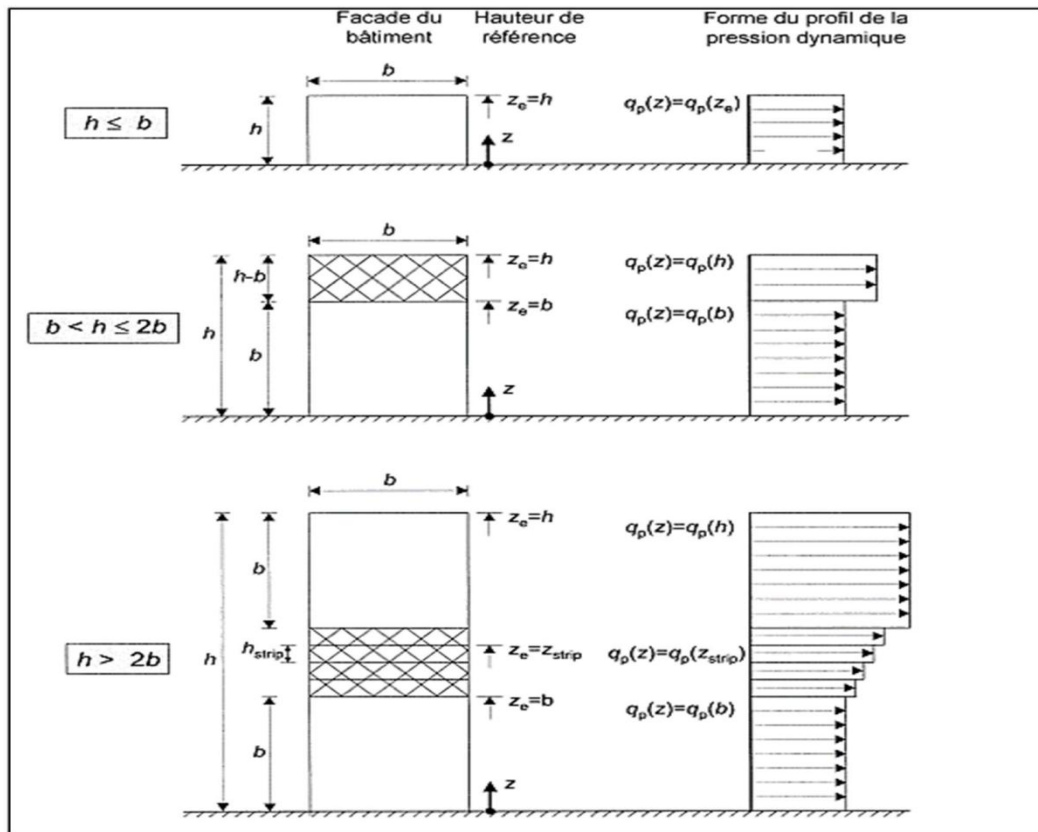 Facade du bâtiment
Hauteur de référence
Forme du profil de la pression dynamique
b
h ≤ b
h
z_e=h
z
q_p(z)=q_p(z_e)
b
h-b
z_e=h
q_p(z)=q_p(h)
b < h ≤ 2b
h
b
z_e=b
q_p(z)=q_p(b)
z
b
z_e=h
q_p(z)=q_p(h)
b
h > 2b
h
h_strip
z_e=z_strip
q_p(z)=q_p(z_strip)
z_e=b
q_p(z)=q_p(b)
b
z